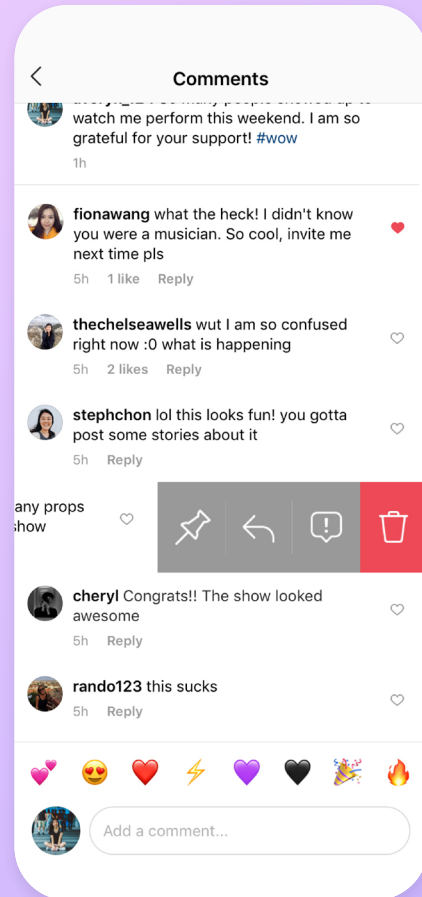 Comments
watch me perform this weekend. I am so
grateful for your support! #wow
1h
fionawang what the heck! I didn't know
you were a musician. So cool, invite me
next time pls
5h 1 like Reply
thechelseawells wut I am so confused
right now :0 what is happening
5h 2 likes Reply
stephchon lol this looks fun! you gotta
post some stories about it
5h Reply
any props
show
cheryl Congrats!! The show looked
awesome
5h Reply
rando123 this sucks
5h Reply
Add a comment...